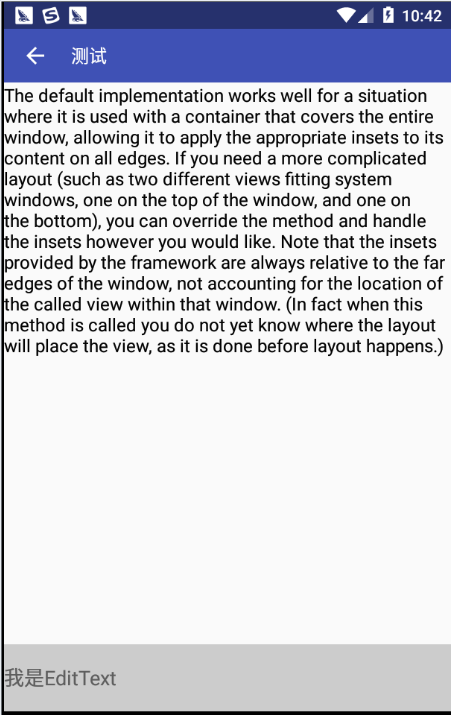 10:42
测试
The default implementation works well for a situation
where it is used with a container that covers the entire
window, allowing it to apply the appropriate insets to its
content on all edges. If you need a more complicated
layout (such as two different views fitting system
windows, one on the top of the window, and one on
the bottom), you can override the method and handle
the insets however you would like. Note that the insets
provided by the framework are always relative to the far
edges of the window, not accounting for the location of
the called view within that window. (In fact when this
method is called you do not yet know where the layout
will place the view, as it is done before layout happens.)
我是EditText